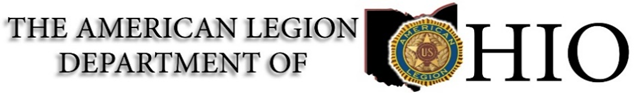 THE AMERICAN LEGION
DEPARTMENT OF
HIO
AMERICAN
US
LEGION